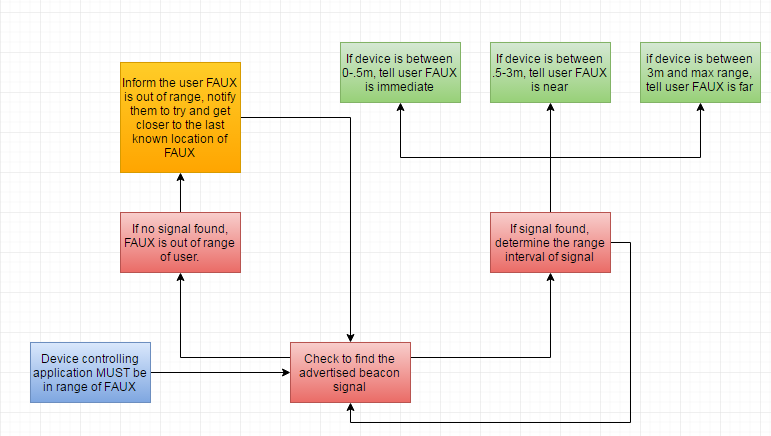 Inform the user FAUX
is out of range, notify
them to try and get
closer to the last
known location of
FAUX
If device is between
0-.5m, tell user FAUX
is immediate
If device is between
.5-3m, tell user FAUX
is near
if device is between
3m and max range,
tell user FAUX is far
If no signal found,
FAUX is out of range
of user.
If signal found,
determine the range
interval of signal
Device controlling
application MUST be
in range of FAUX
Check to find the
advertised beacon
signal